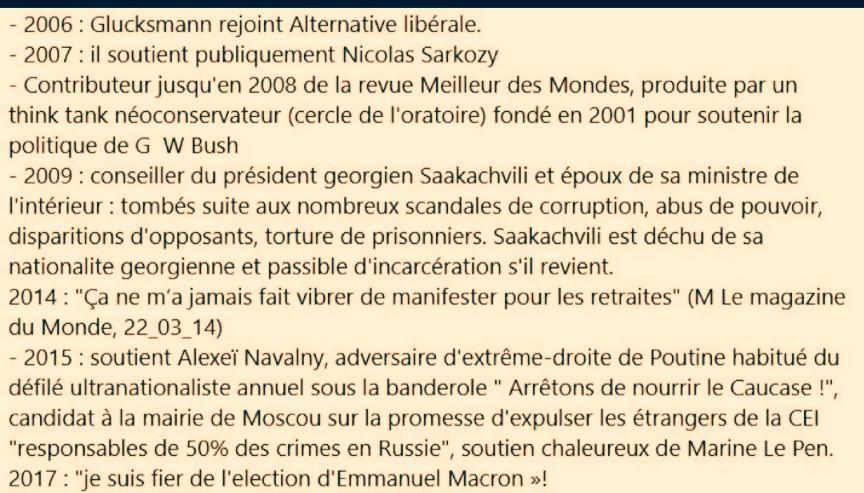 - 2006 : Glucksmann rejoint Alternative libérale.
- 2007 : il soutient publiquement Nicolas Sarkozy
- Contributeur jusqu'en 2008 de la revue Meilleur des Mondes, produite par un
think tank néoconservateur (cercle de l'oratoire) fondé en 2001 pour soutenir la
politique de G  W Bush
- 2009 : conseiller du président georgien Saakachvili et époux de sa ministre de
l'intérieur : tombés suite aux nombreux scandales de corruption, abus de pouvoir,
disparitions d'opposants, torture de prisonniers. Saakachvili est déchu de sa
nationalite georgienne et passible d'incarcération s'il revient.
2014 : "Ça ne m'a jamais fait vibrer de manifester pour les retraites" (M Le magazine
du Monde, 22_03_14)
- 2015 : soutient Alexeï Navalny, adversaire d'extrême-droite de Poutine habitué du
défilé ultranationaliste annuel sous la banderole " Arrêtons de nourrir le Caucase !",
candidat à la mairie de Moscou sur la promesse d'expulser les étrangers de la CEI
"responsables de 50% des crimes en Russie", soutien chaleureux de Marine Le Pen.
2017 : "je suis fier de l'election d'Emmanuel Macron »!